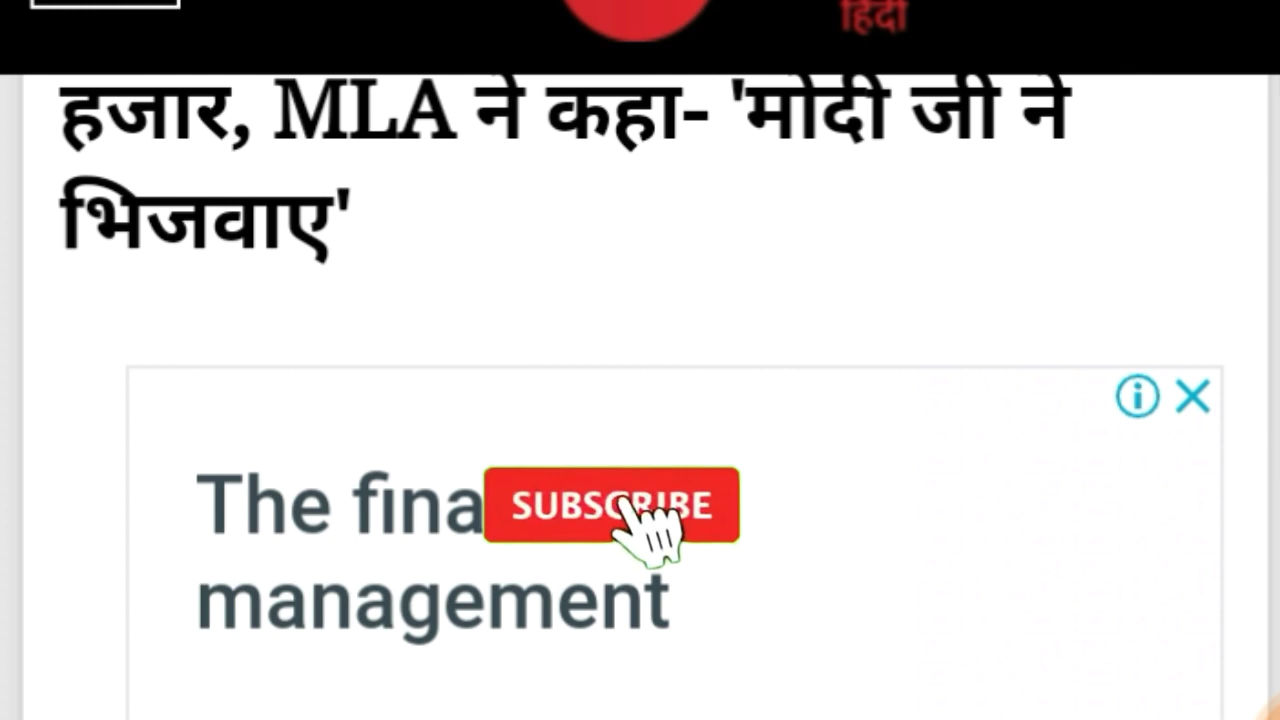 हिंदी
हजार, MLA ने कहा- 'मोदी जी ने
भिजवाए'
The fina
SUBSCRIBE
management